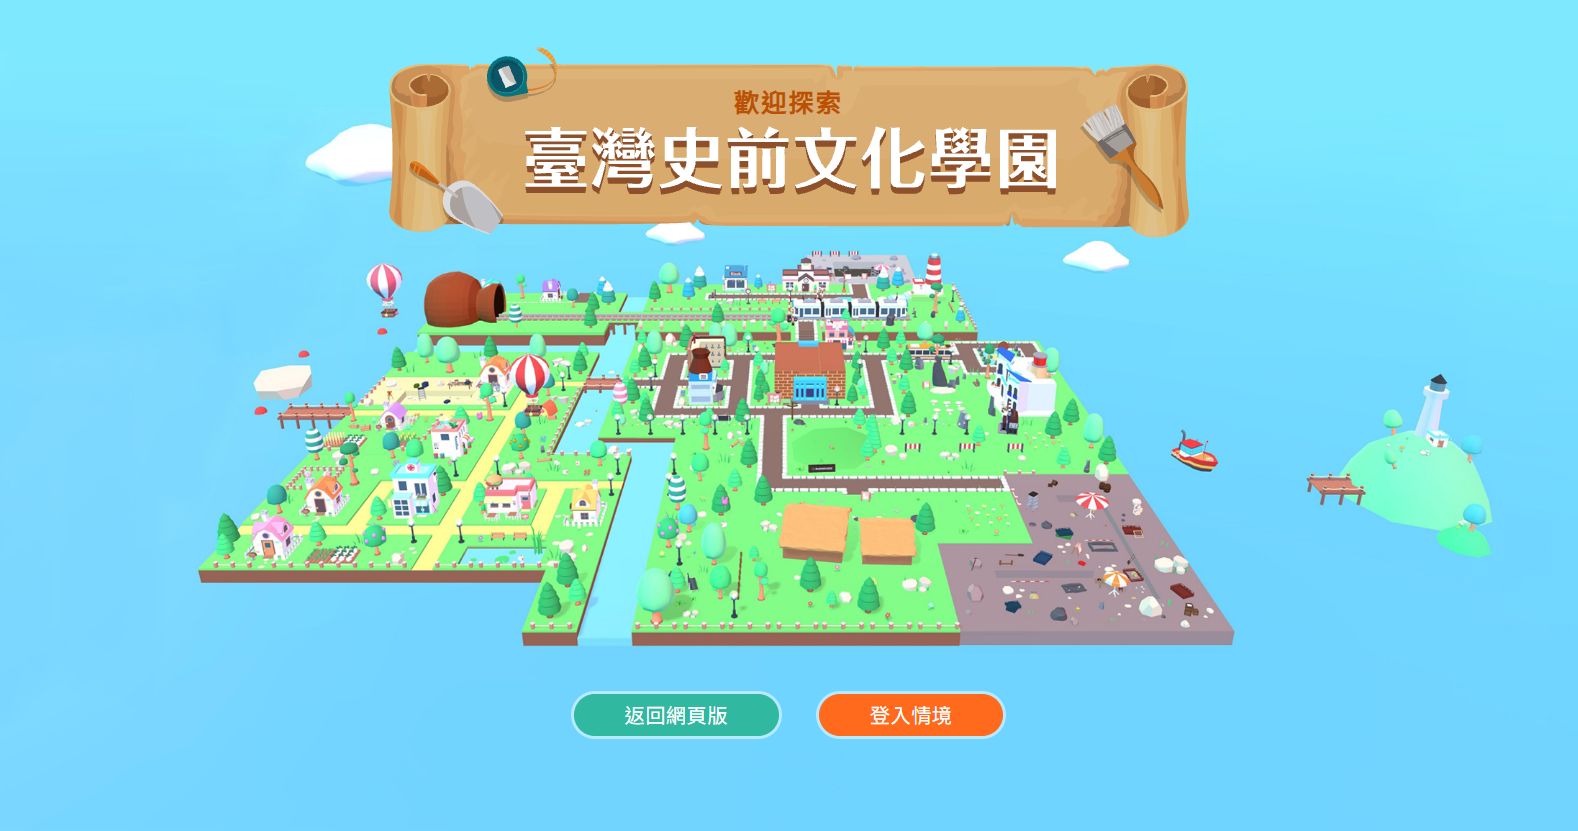 歡迎探索
臺灣史前文化學園
返回網頁版
登入情境